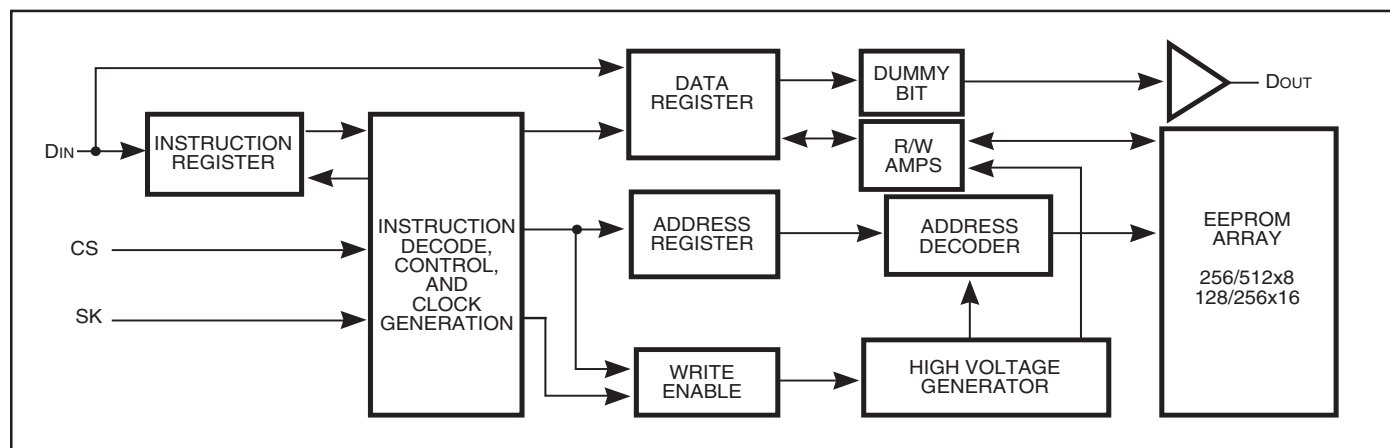 DIN
INSTRUCTION
REGISTER
CS
SK
INSTRUCTION
DECODE,
CONTROL,
AND
CLOCK
GENERATION
DATA
REGISTER
DUMMY
BIT
DOUT
R/W
AMPS
ADDRESS
REGISTER
ADDRESS
DECODER
EEPROM
ARRAY
256/512x8
128/256x16
WRITE
ENABLE
HIGH VOLTAGE
GENERATOR